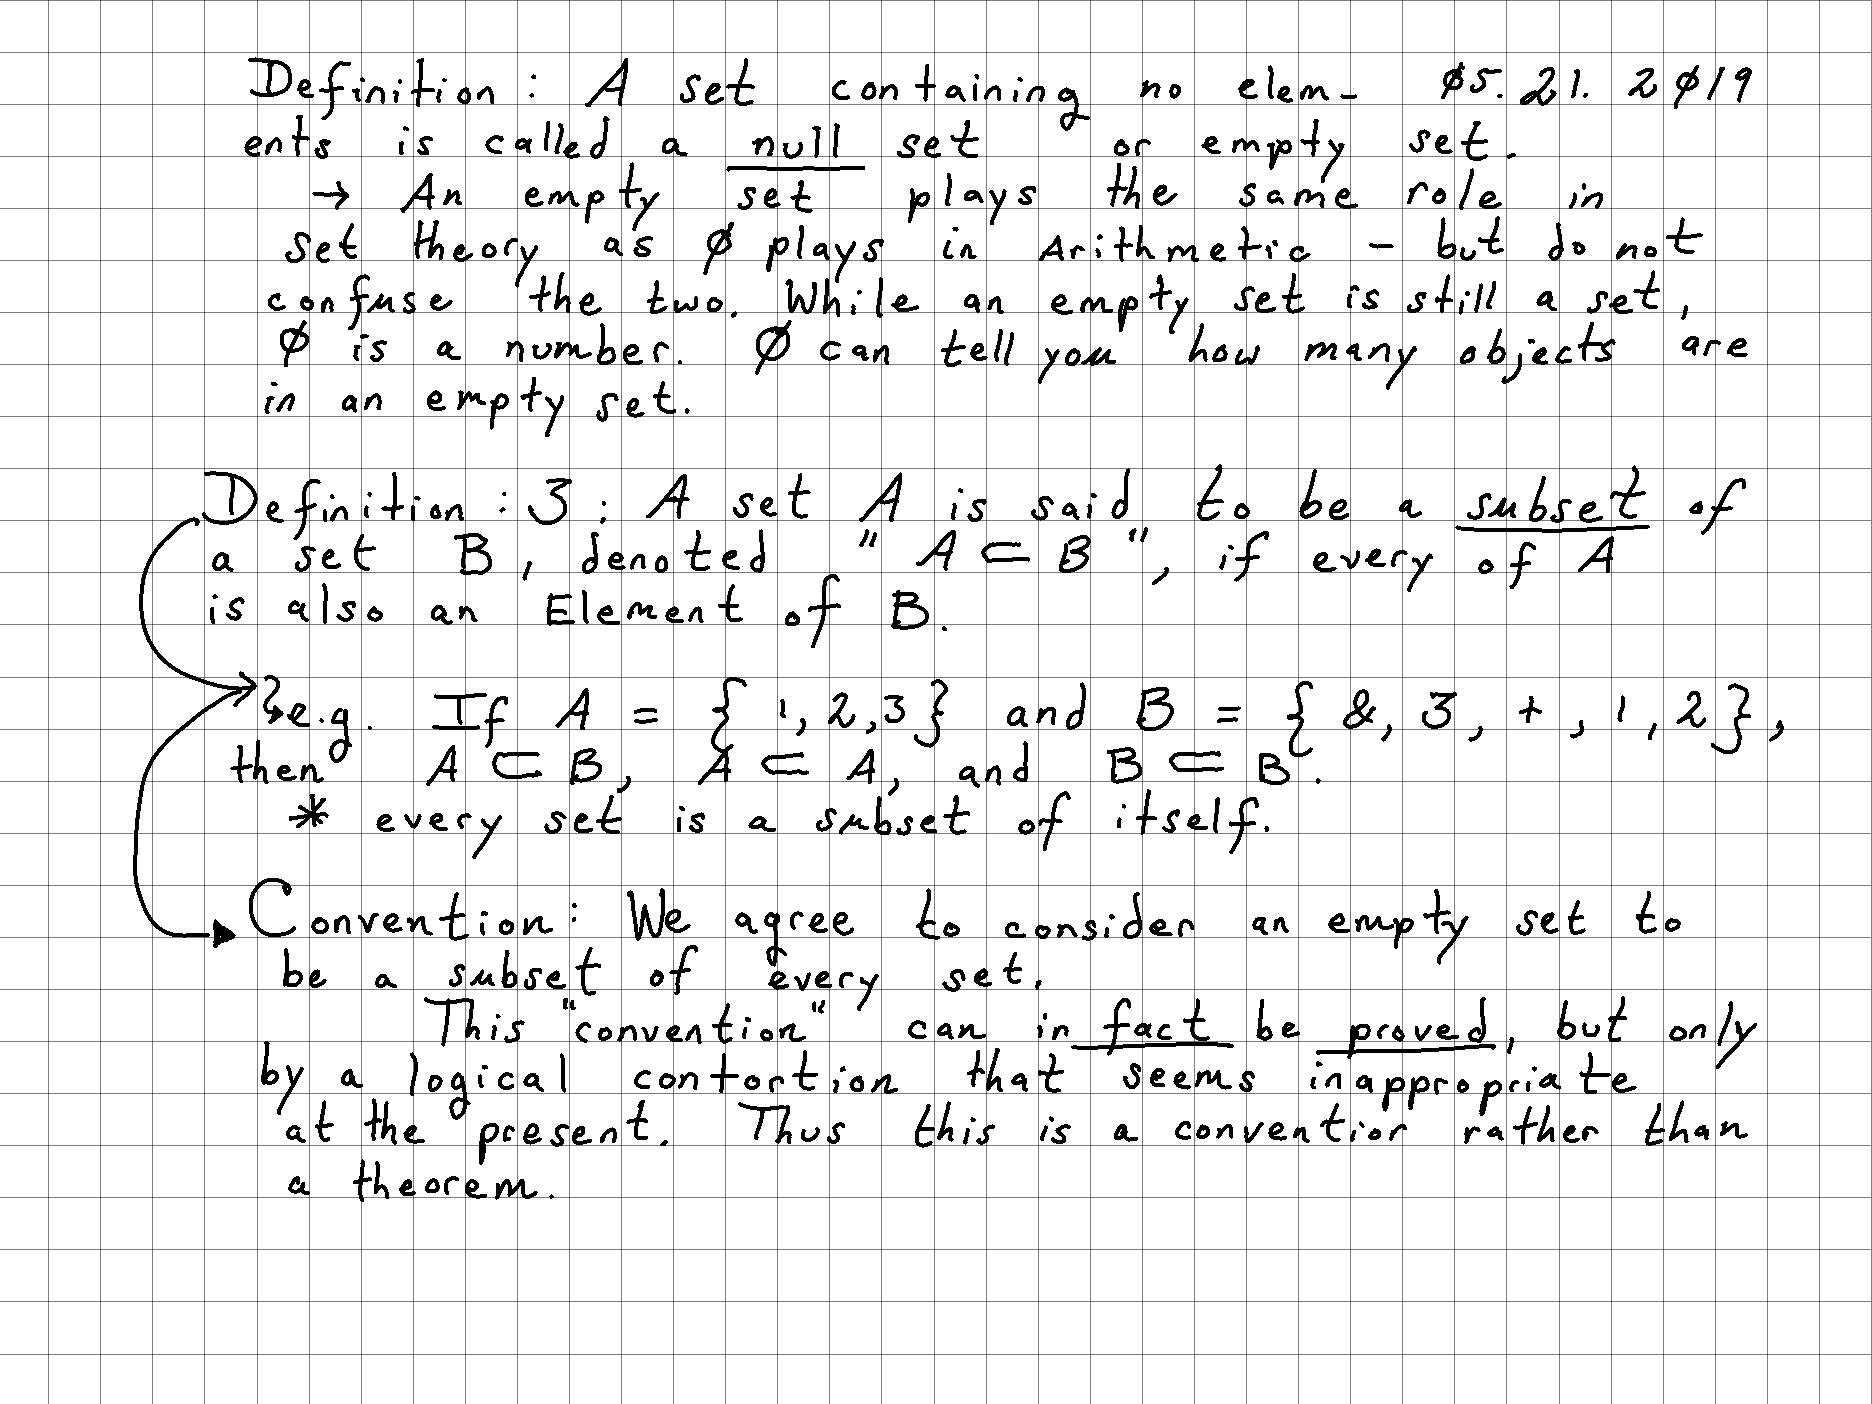 Definition: A set containing no elem- ø5.21.2ø19
ents is called a null set or empty set.
→ An empty set plays the same role in
set theory as ø plays in Arithmetic - but do not
confuse the two. While an empty set is still a set,
ø is a number. ø can tell you how many objects are
in an empty set.
Definition: 3: A set A is said to be a subset of
a set B, denoted "A ⊂ B", if every of A
is also an Element of B.
e.g. If A = { 1, 2, 3 } and B = { &, 3, +, 1, 2 },
then A ⊂ B, A ⊂ A, and B ⊂ B.
* every set is a subset of itself.
Convention: We agree to consider an empty set to
be a subset of every set.
This "convention" can in fact be proved, but only
by a logical contortion that seems inappropriate
at the present. Thus this is a convention rather than
a theorem.